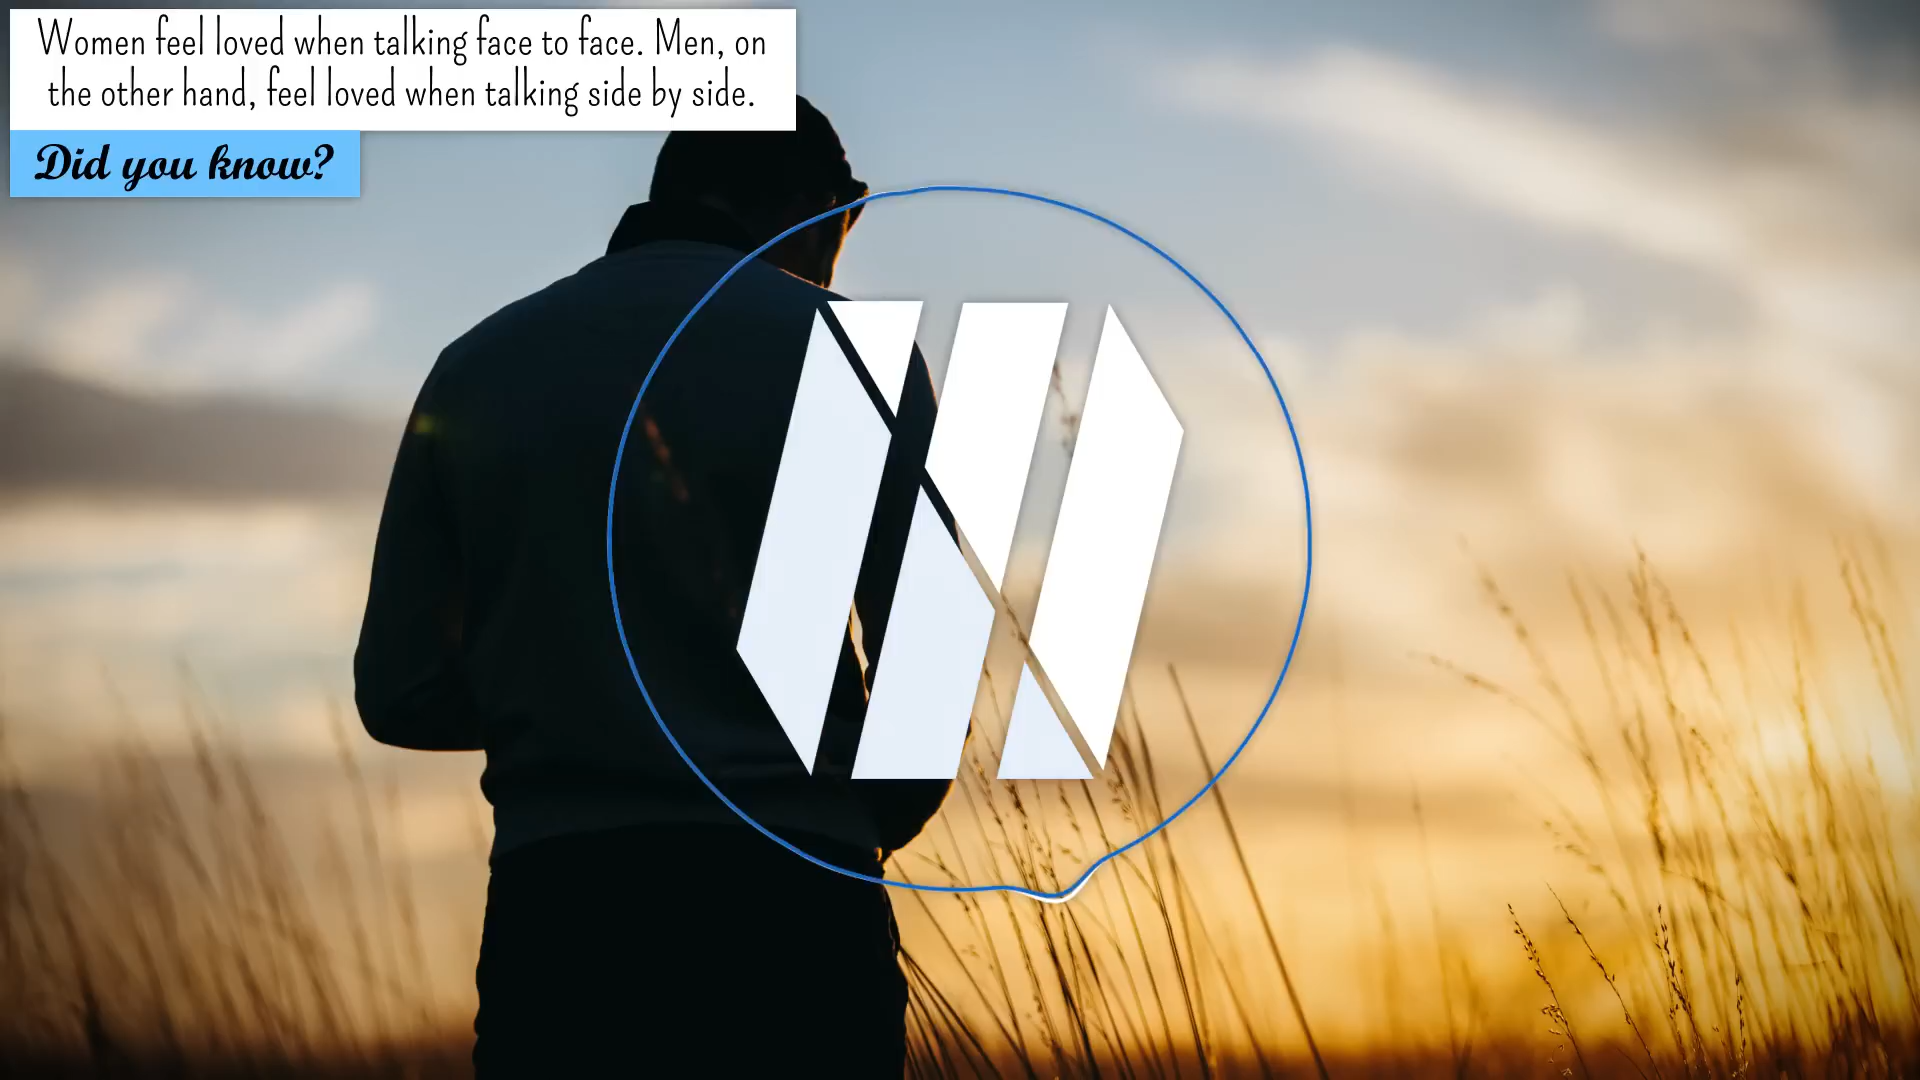 Women feel loved when talking face to face. Men, on
the other hand, feel loved when talking side by side.
Did you know?